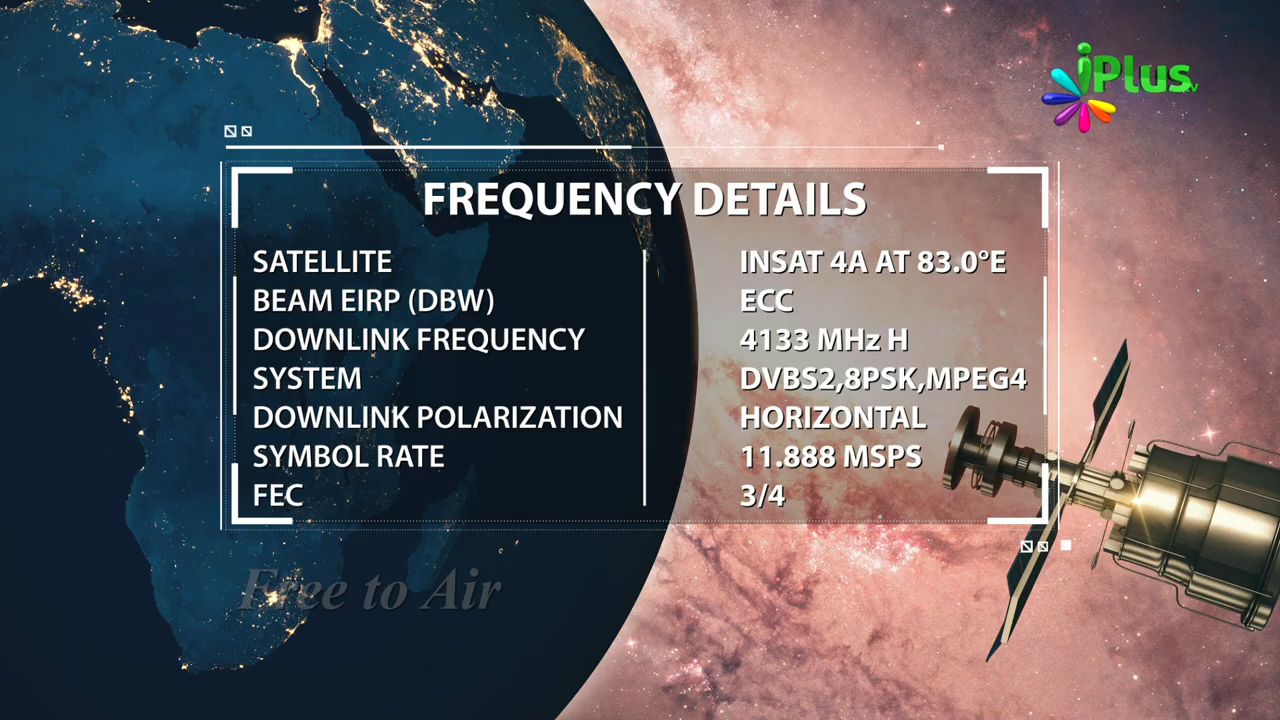 iPlus TV
FREQUENCY DETAILS
SATELLITE INSAT 4A AT 83.0°E
BEAM EIRP (DBW) ECC
DOWNLINK FREQUENCY 4133 MHz H
SYSTEM DVBS2,8PSK,MPEG4
DOWNLINK POLARIZATION HORIZONTAL
SYMBOL RATE 11.888 MSPS
FEC 3/4
Free to Air